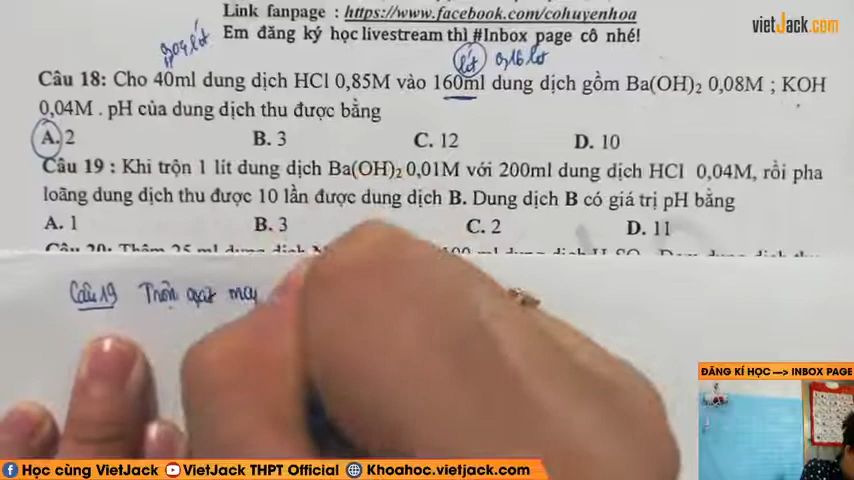 Link fanpage : https://www.facebook.com/cohuyenhoa
vietJack.com
Em đăng ký học livestream thì #Inbox page cô nhé!
0,04 lít
lít 0,16 lít
Câu 18: Cho 40ml dung dịch HCl 0,85M vào 160ml dung dịch gồm Ba(OH)₂ 0,08M ; KOH
0,04M . pH của dung dịch thu được bằng
A. 2 B. 3 C. 12 D. 10
Câu 19 : Khi trộn 1 lít dung dịch Ba(OH)₂ 0,01M với 200ml dung dịch HCl 0,04M, rồi pha
loãng dung dịch thu được 10 lần được dung dịch B. Dung dịch B có giá trị pH bằng
A. 1 B. 3 C. 2 D. 11
Câu 19 Trộn
ĐĂNG KÍ HỌC —> INBOX PAGE
Học cùng VietJack VietJack THPT Official Khoahoc.vietjack.com